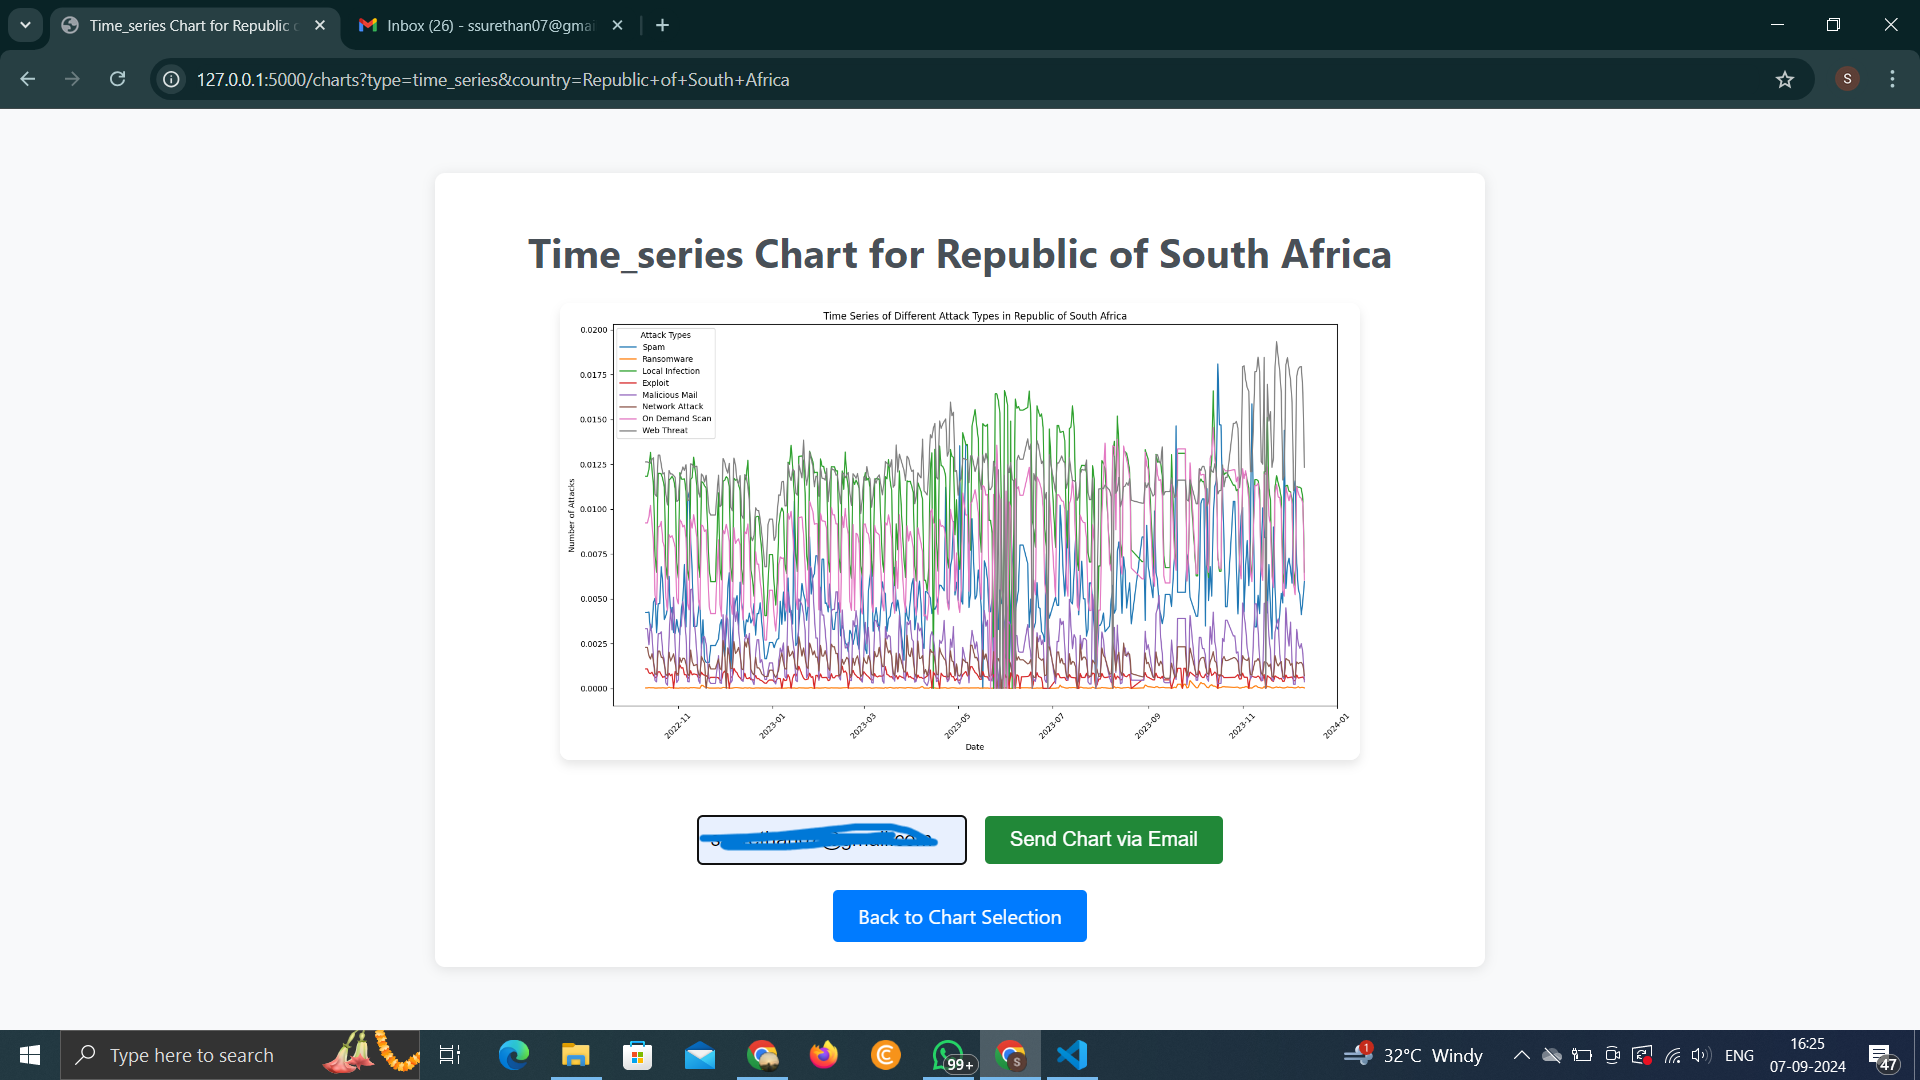 Time_series Chart for Republic
Inbox (26) - ssurethan07@gmai
127.0.0.1:5000/charts?type=time_series&country=Republic+of+South+Africa
S
Time_series Chart for Republic of South Africa
Time Series of Different Attack Types in Republic of South Africa
Attack Types
Spam
Ransomware
Local Infection
Exploit
Malicious Mail
Network Attack
On Demand Scan
Web Threat
0.0200
0.0175
0.0150
0.0125
0.0100
0.0075
0.0050
0.0025
0.0000
Number of Attacks
2022-11
2023-01
2023-03
2023-05
2023-07
2023-09
2023-11
2024-01
Date
Send Chart via Email
Back to Chart Selection
Type here to search
99+
S
1
32°C Windy
ENG
16:25
07-09-2024
47